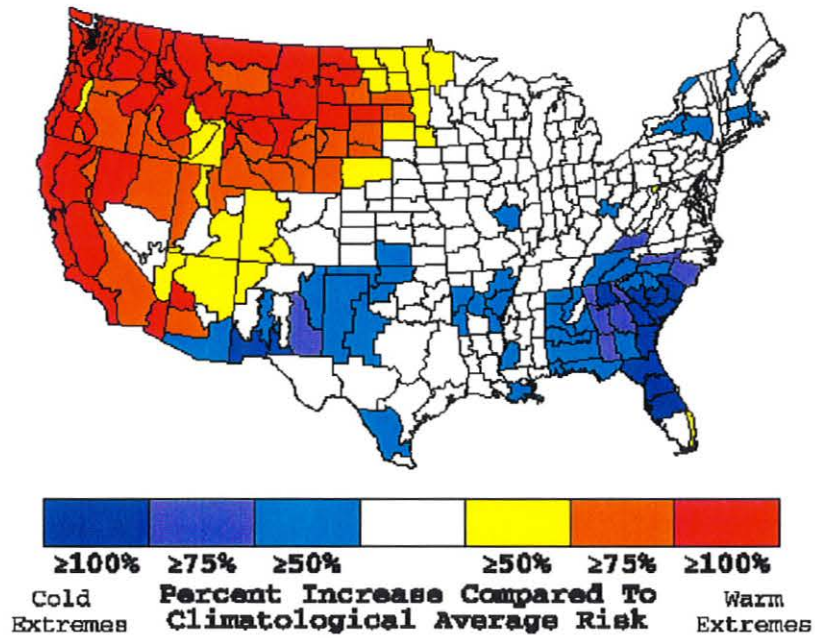 ≥100% ≥75% ≥50% ≥50% ≥75% ≥100%
Cold Extremes
Percent Increase Compared To
Climatological Average Risk
Warm Extremes